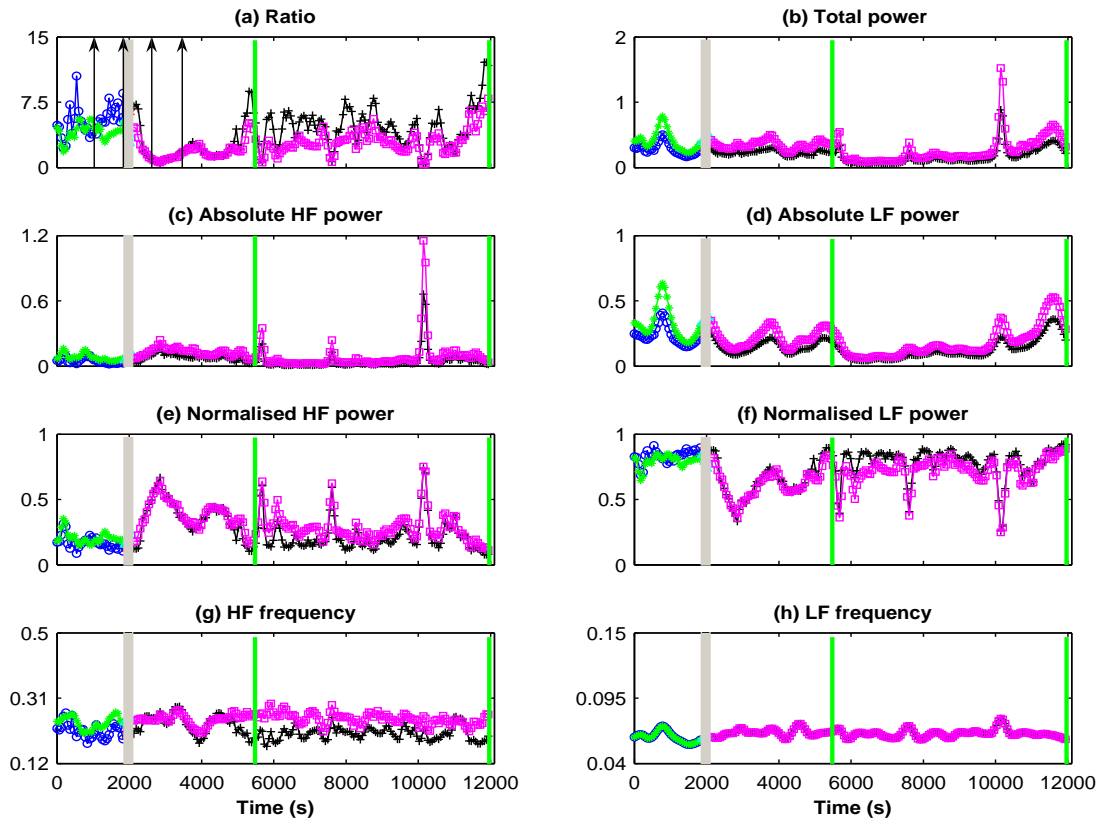 (a) Ratio
15
7.5
0
(b) Total power
2
1
0
(c) Absolute HF power
1.2
0.6
0
(d) Absolute LF power
1
0.5
0
(e) Normalised HF power
1
0.5
0
(f) Normalised LF power
1
0.5
0
(g) HF frequency
0.5
0.31
0.12
0 2000 4000 6000 8000 10000 12000
Time (s)
(h) LF frequency
0.15
0.095
0.04
0 2000 4000 6000 8000 10000 12000
Time (s)